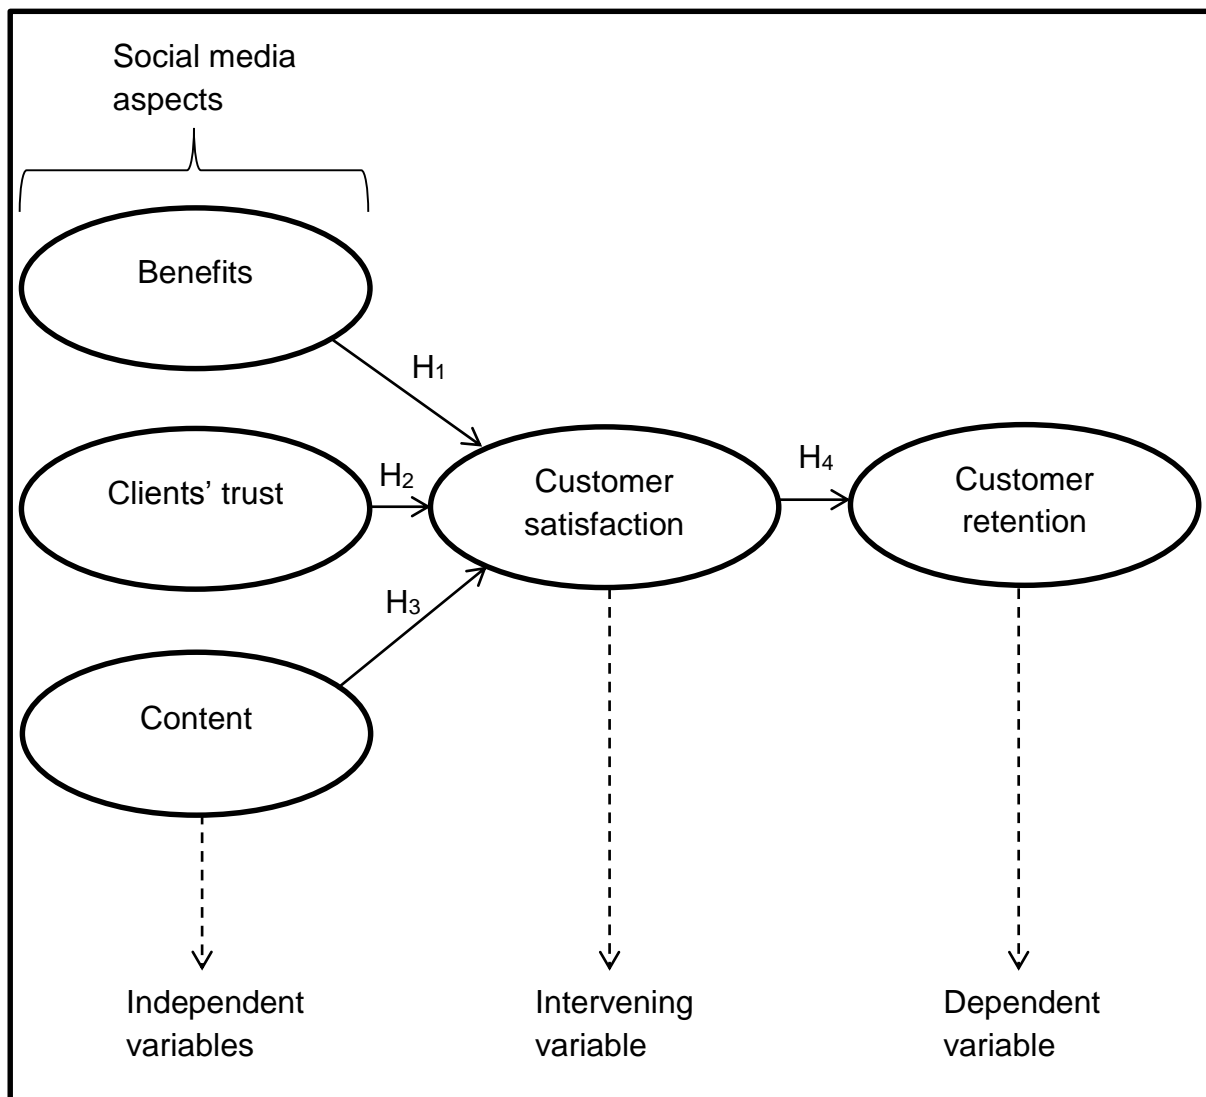 Social media
aspects
Benefits
H₁
Clients’ trust
H₂
Customer
satisfaction
H₄
Customer
retention
H₃
Content
Independent
variables
Intervening
variable
Dependent
variable